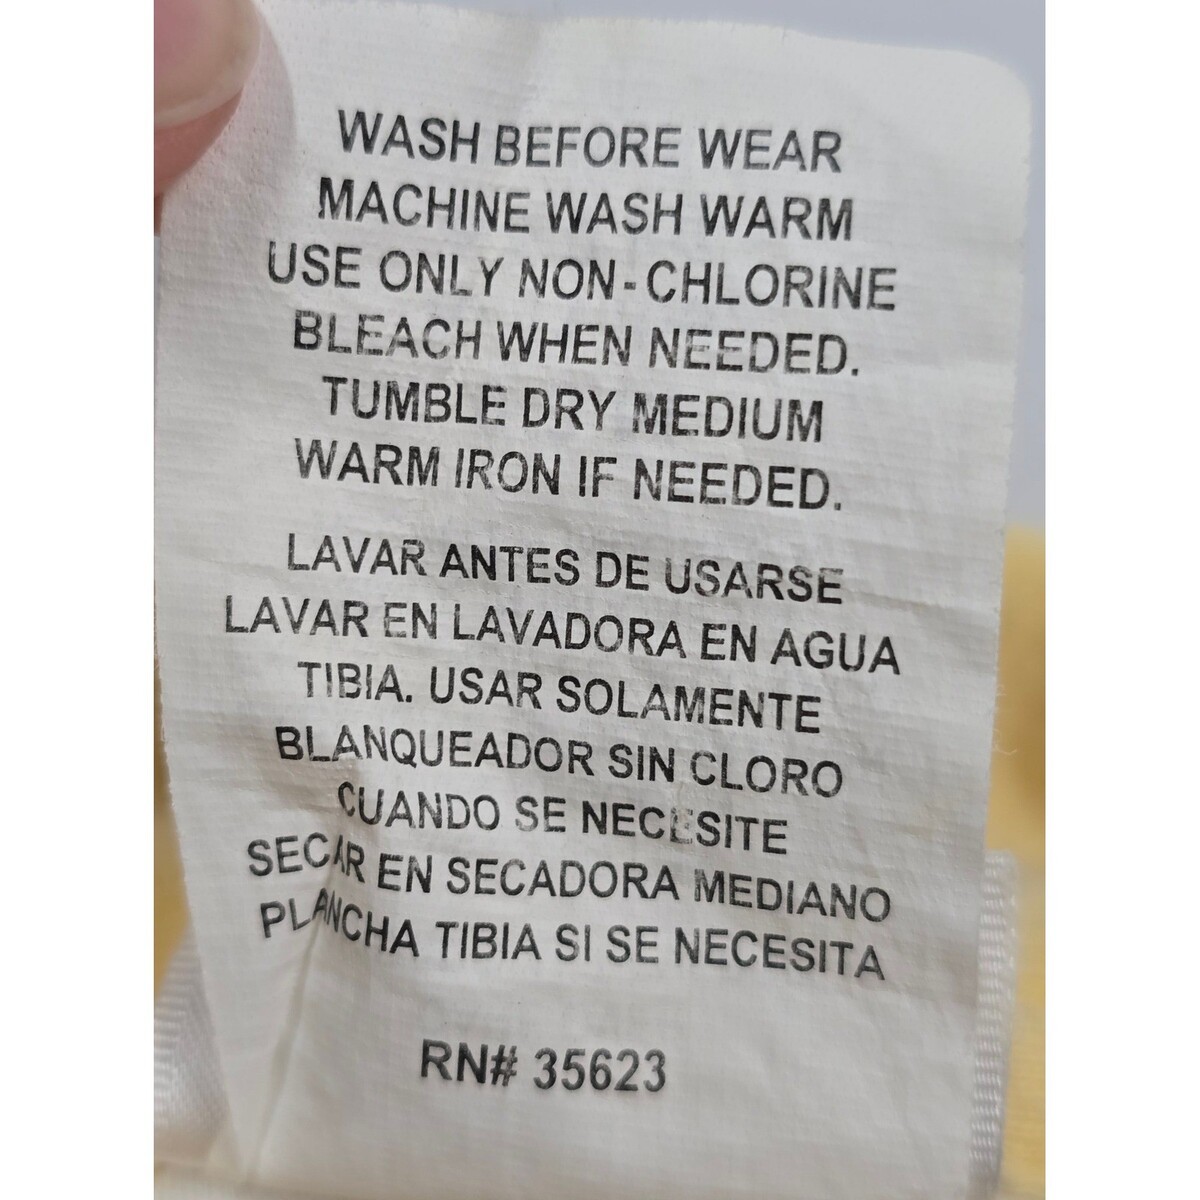 WASH BEFORE WEAR
MACHINE WASH WARM
USE ONLY NON-CHLORINE
BLEACH WHEN NEEDED.
TUMBLE DRY MEDIUM
WARM IRON IF NEEDED.
LAVAR ANTES DE USARSE
LAVAR EN LAVADORA EN AGUA
TIBIA. USAR SOLAMENTE
BLANQUEADOR SIN CLORO
CUANDO SE NECESITE
SECAR EN SECADORA MEDIANO
PLANCHA TIBIA SI SE NECESITA
RN# 35623